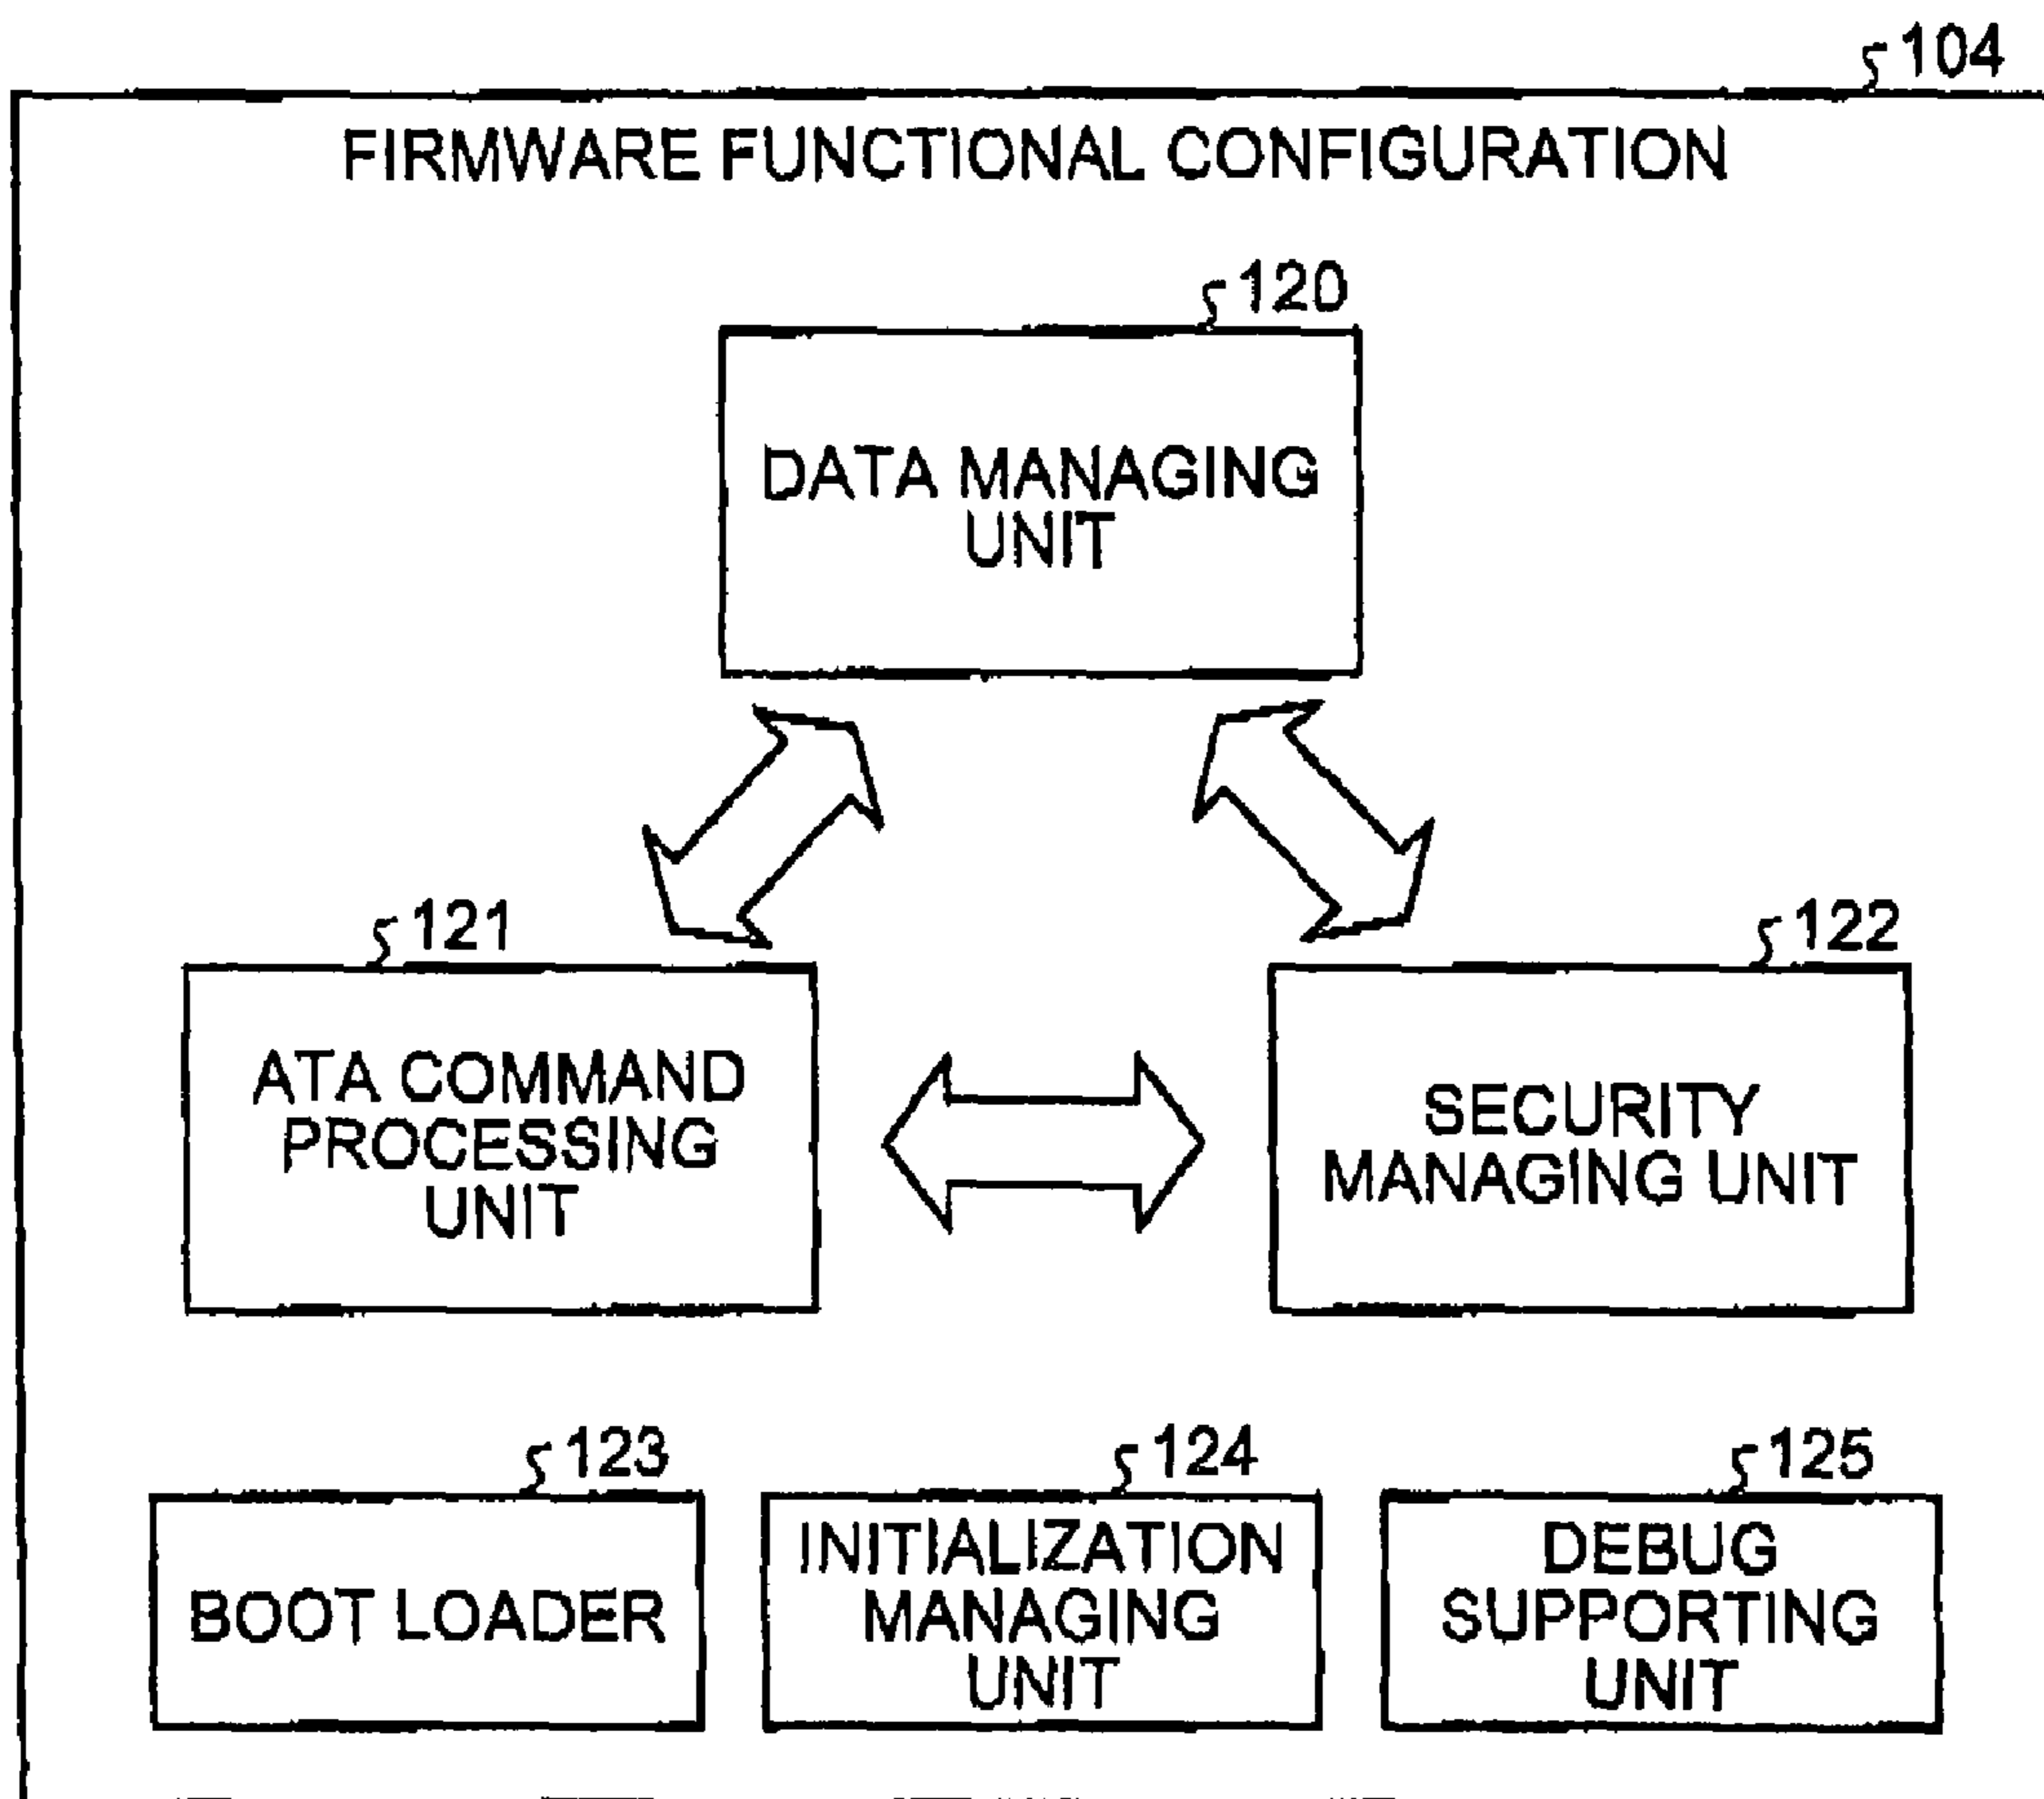 104
FIRMWARE FUNCTIONAL CONFIGURATION
120
DATA MANAGING
UNIT
121
ATA COMMAND
PROCESSING
UNIT
122
SECURITY
MANAGING UNIT
123
BOOT LOADER
124
INITIALIZATION
MANAGING
UNIT
125
DEBUG
SUPPORTING
UNIT